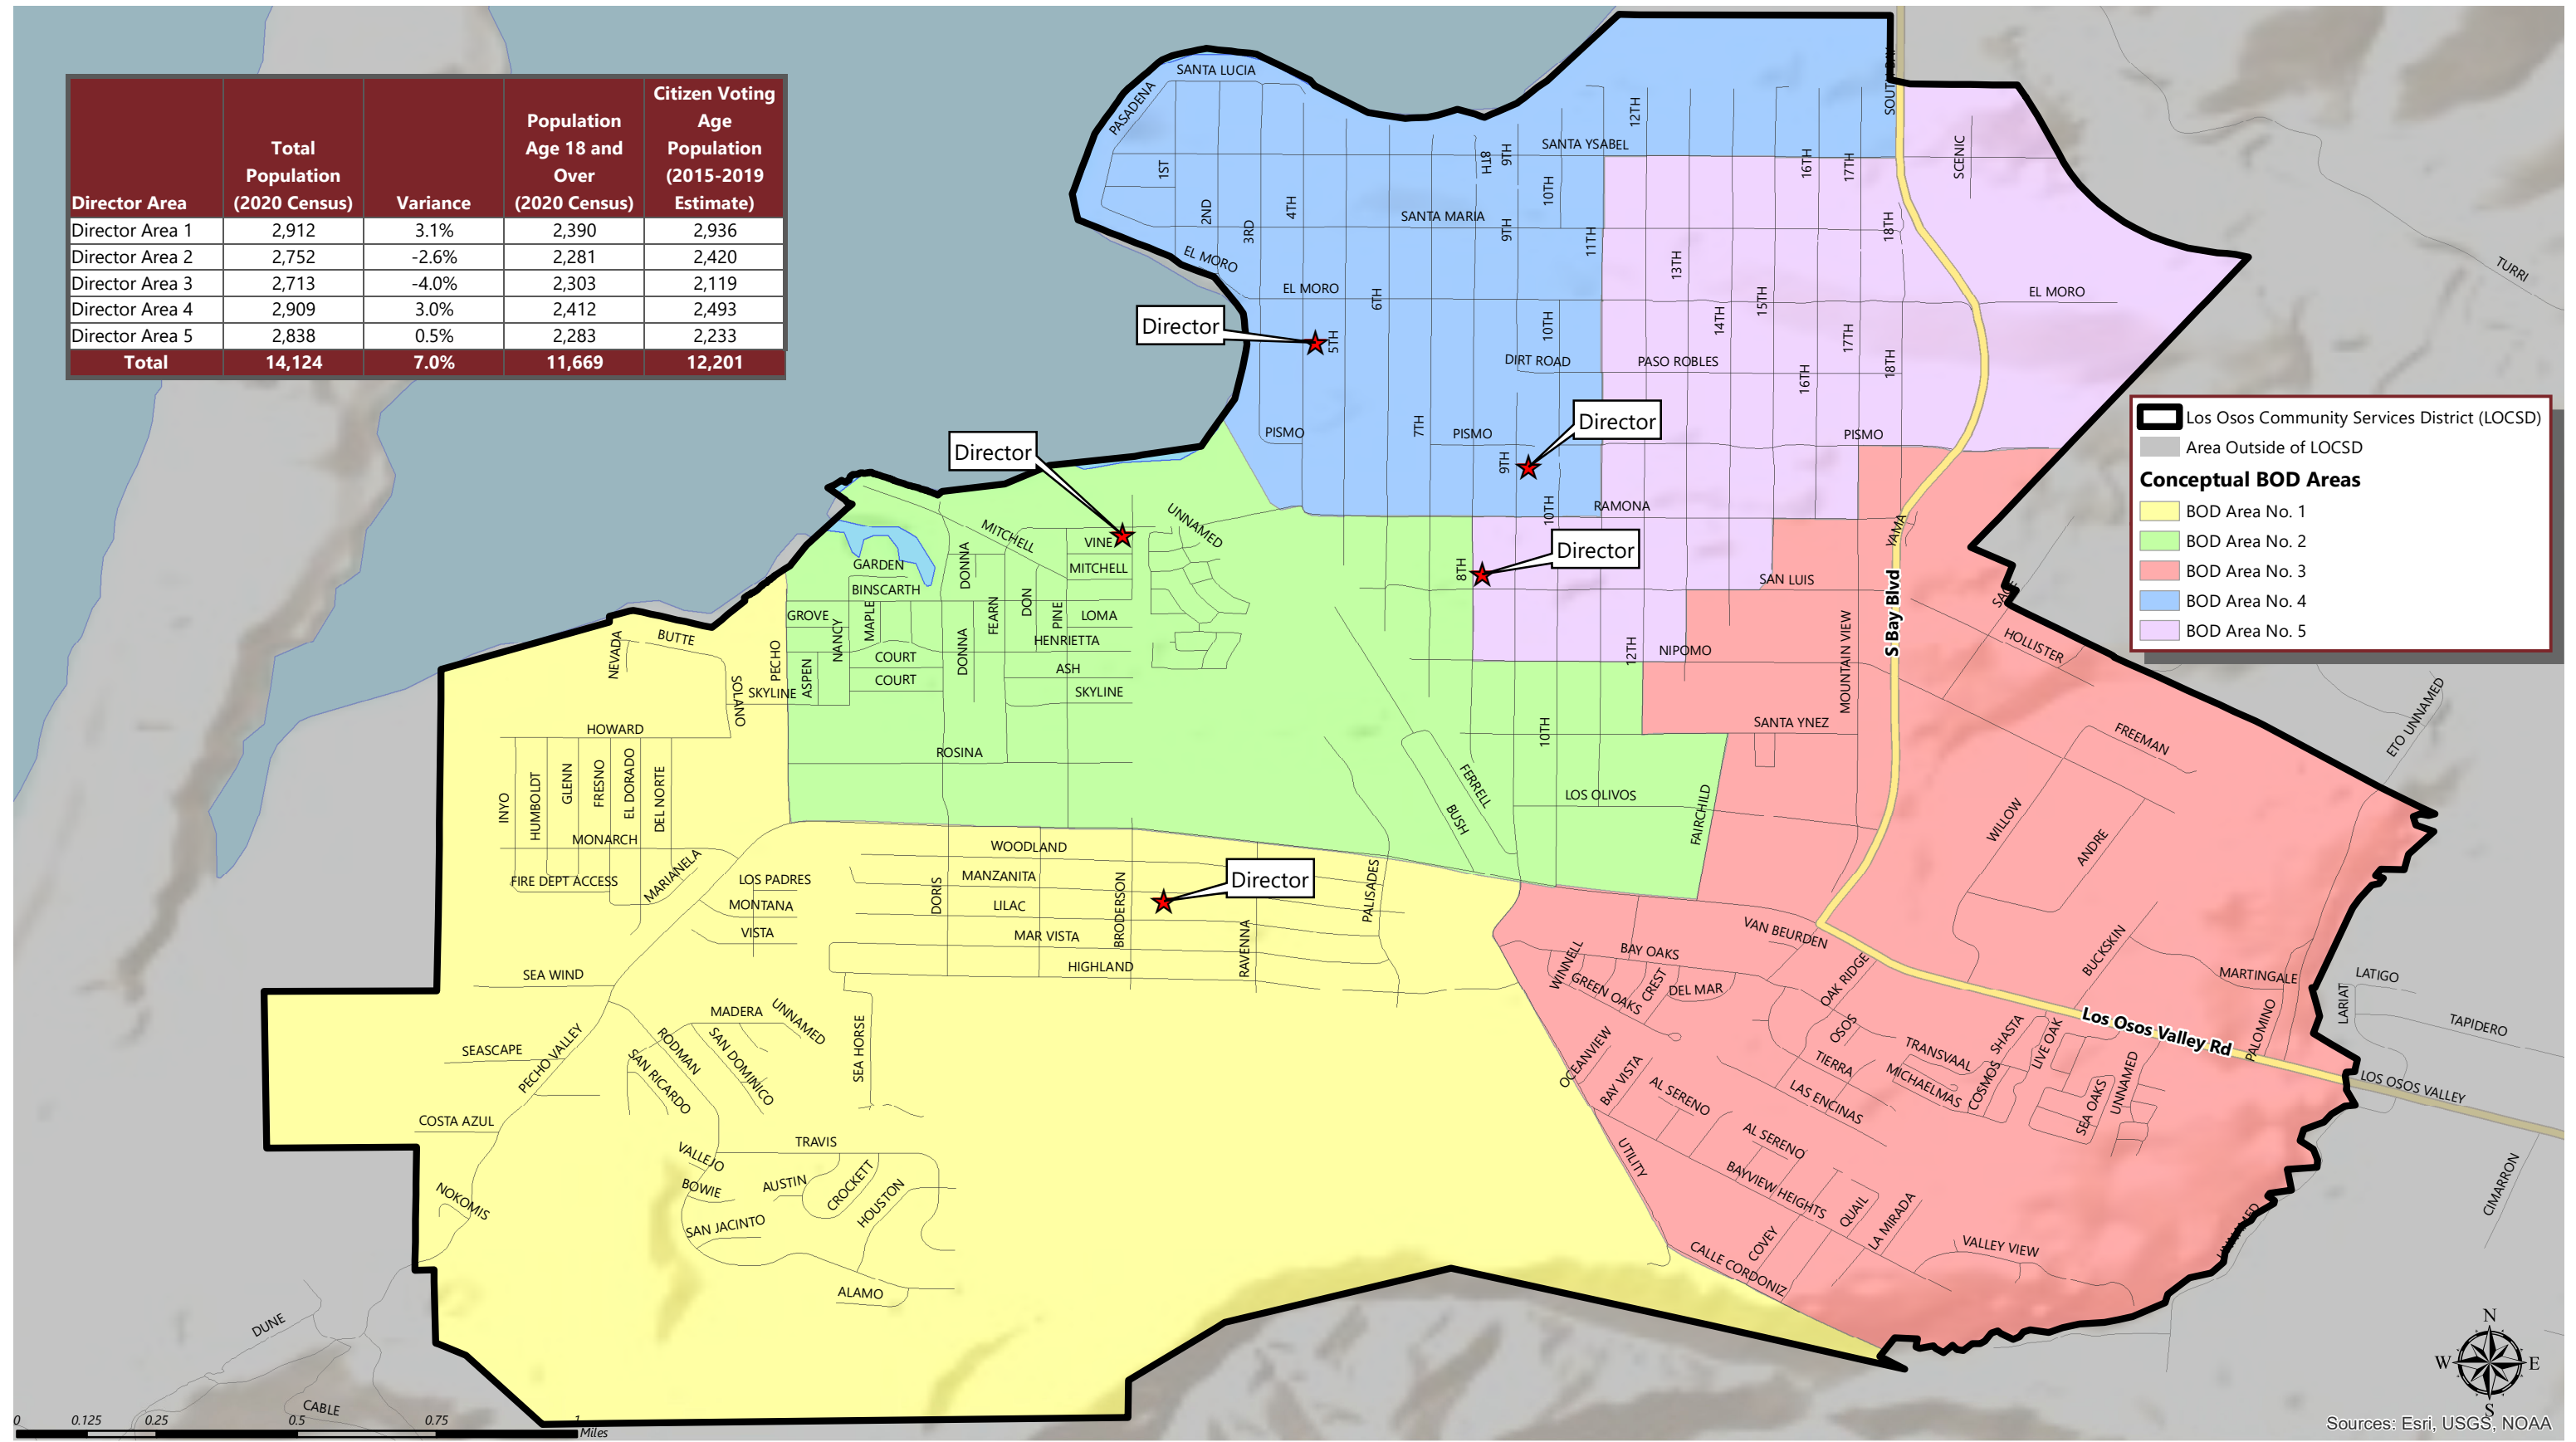 Director Area
Total Population (2020 Census)
Variance
Population Age 18 and Over (2020 Census)
Citizen Voting Age Population (2015-2019 Estimate)
Director Area 1 2,912 3.1% 2,390 2,936
Director Area 2 2,752 -2.6% 2,281 2,420
Director Area 3 2,713 -4.0% 2,303 2,119
Director Area 4 2,909 3.0% 2,412 2,493
Director Area 5 2,838 0.5% 2,283 2,233
Total 14,124 7.0% 11,669 12,201
SANTA LUCIA
PASADENA
1ST
2ND
3RD
4TH
EL MORO
SANTA YSABEL
12TH
8TH
9TH
10TH
SANTA MARIA
9TH
11TH
16TH
17TH
18TH
SCENIC
TURRI
EL MORO
6TH
5TH
10TH
13TH
14TH
15TH
EL MORO
DIRT ROAD
PASO ROBLES
16TH
17TH
18TH
Director
Director
Director
Director
Director
PISMO
7TH
PISMO
9TH
10TH
PISMO
RAMONA
YAMA
8TH
SAN LUIS
12TH
NIPOMO
MOUNTAIN VIEW
S Bay Blvd
HOLLISTER
SANTA YNEZ
FREEMAN
ETO UNNAMED
10TH
LOS OLIVOS
FAIRCHILD
FERRELL
BUSH
WILLOW
ANDRE
Los Osos Community Services District (LOCSD)
Area Outside of LOCSD
Conceptual BOD Areas
BOD Area No. 1
BOD Area No. 2
BOD Area No. 3
BOD Area No. 4
BOD Area No. 5
MITCHELL
UNNAMED
VINE
MITCHELL
GARDEN
DONNA
BINSCARTH
GROVE
NANCY
MAPLE
FEARN
DON
PINE
LOMA
HENRIETTA
COURT
DONNA
ASH
COURT
SKYLINE
ASPEN
PECHO
SKYLINE
SOLANO
BUTTE
NEVADA
ROSINA
HOWARD
INYO
HUMBOLDT
GLENN
FRESNO
EL DORADO
DEL NORTE
MONARCH
MARIANELA
FIRE DEPT ACCESS
LOS PADRES
MONTANA
VISTA
WOODLAND
MANZANITA
LILAC
DORIS
BRODERSON
MAR VISTA
HIGHLAND
RAVENNA
PALISADES
SEA WIND
SEASCAPE
PECHO VALLEY
COSTA AZUL
NOKOMIS
MADERA
UNNAMED
RODMAN
SAN DOMINICO
SAN RICARDO
SEA HORSE
VALLEJO
TRAVIS
BOWIE
AUSTIN
CROCKETT
HOUSTON
SAN JACINTO
ALAMO
VAN BEURDEN
WINNELL
BAY OAKS
GREEN OAKS
CREST
DEL MAR
OAK RIDGE
OSOS
BUCKSKIN
MARTINGALE
LATIGO
LARIAT
TAPIDERO
PALOMINO
Los Osos Valley Rd
LOS OSOS VALLEY
CIMARRON
OCEANVIEW
BAY VISTA
AL SERENO
TIERRA
LAS ENCINAS
TRANSVAAL
MICHAELMAS
COSMOS
SHASTA
LIVE OAK
SEA OAKS
UNNAMED
UTILITY
AL SERENO
BAYVIEW HEIGHTS
QUAIL
LA MIRADA
COVEY
CALLE CORDONIZ
VALLEY VIEW
DUNE
CABLE
0 0.125 0.25 0.5 0.75 1
Miles
N
W E
S
Sources: Esri, USGS, NOAA